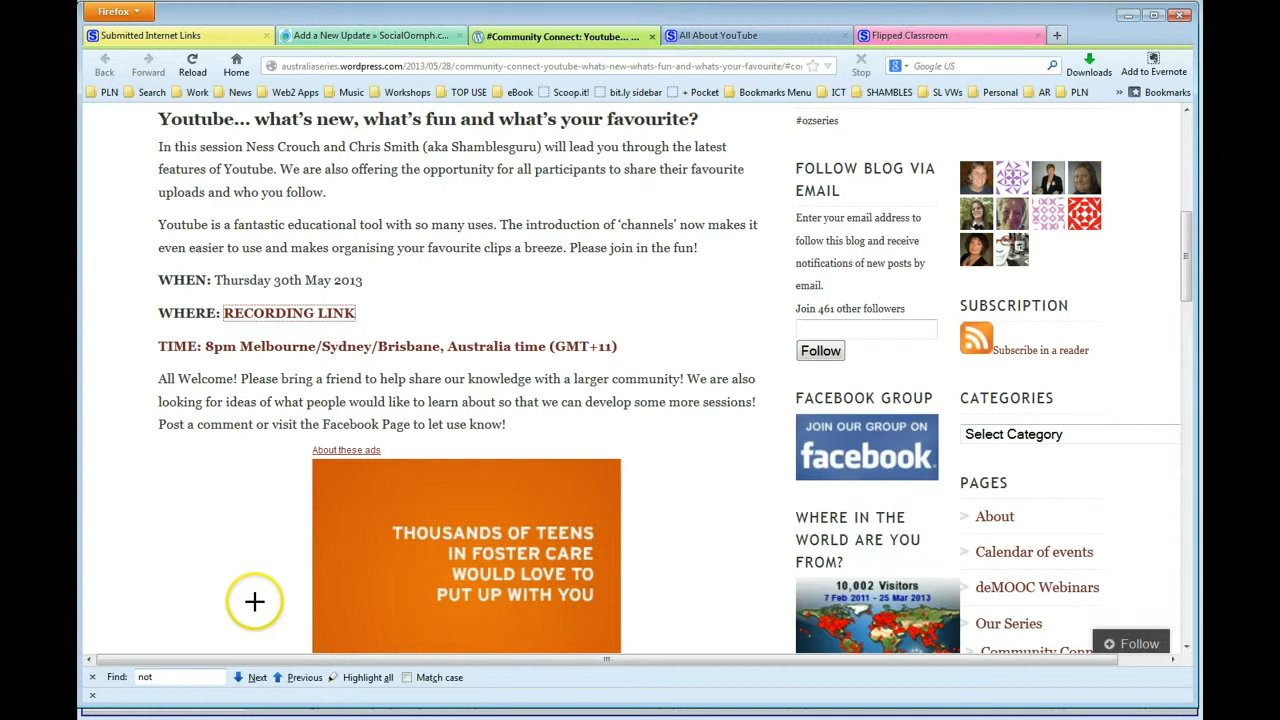 Firefox
Submitted Internet Links
Add a New Update » SocialOomph.c...
#Community Connect: Youtube... ...
All About YouTube
Flipped Classroom
Back
Forward
Reload
Home
australiaseries.wordpress.com/2013/05/28/community-connect-youtube-whats-new-whats-fun-and-whats-your-favourite/#co
Stop
Google US
Downloads
Add to Evernote
PLN
Search
Work
News
Web2 Apps
Music
Workshops
TOP USE
eBook
Scoop.it!
bit.ly sidebar
+ Pocket
Bookmarks Menu
ICT
SHAMBLES
SL VWs
Personal
AR
PLN
»
Bookmarks
Youtube... what's new, what's fun and what's your favourite?
In this session Ness Crouch and Chris Smith (aka Shamblesguru) will lead you through the latest
features of Youtube. We are also offering the opportunity for all participants to share their favourite
uploads and who you follow.
Youtube is a fantastic educational tool with so many uses. The introduction of 'channels' now makes it
even easier to use and makes organising your favourite clips a breeze. Please join in the fun!
WHEN: Thursday 30th May 2013
WHERE: RECORDING LINK
TIME: 8pm Melbourne/Sydney/Brisbane, Australia time (GMT+11)
All Welcome! Please bring a friend to help share our knowledge with a larger community! We are also
looking for ideas of what people would like to learn about so that we can develop some more sessions!
Post a comment or visit the Facebook Page to let use know!
About these ads
THOUSANDS OF TEENS
IN FOSTER CARE
WOULD LOVE TO
PUT UP WITH YOU
#ozseries
FOLLOW BLOG VIA
EMAIL
Enter your email address to
follow this blog and receive
notifications of new posts by
email.
Join 461 other followers
Follow
FACEBOOK GROUP
JOIN OUR GROUP ON
facebook
WHERE IN THE
WORLD ARE YOU
FROM?
10,002 Visitors
7 Feb 2011 - 25 Mar 2013
SUBSCRIPTION
Subscribe in a reader
CATEGORIES
Select Category
PAGES
About
Calendar of events
deMOOC Webinars
Our Series
Community Conn
Follow
Find: not
Next
Previous
Highlight all
Match case